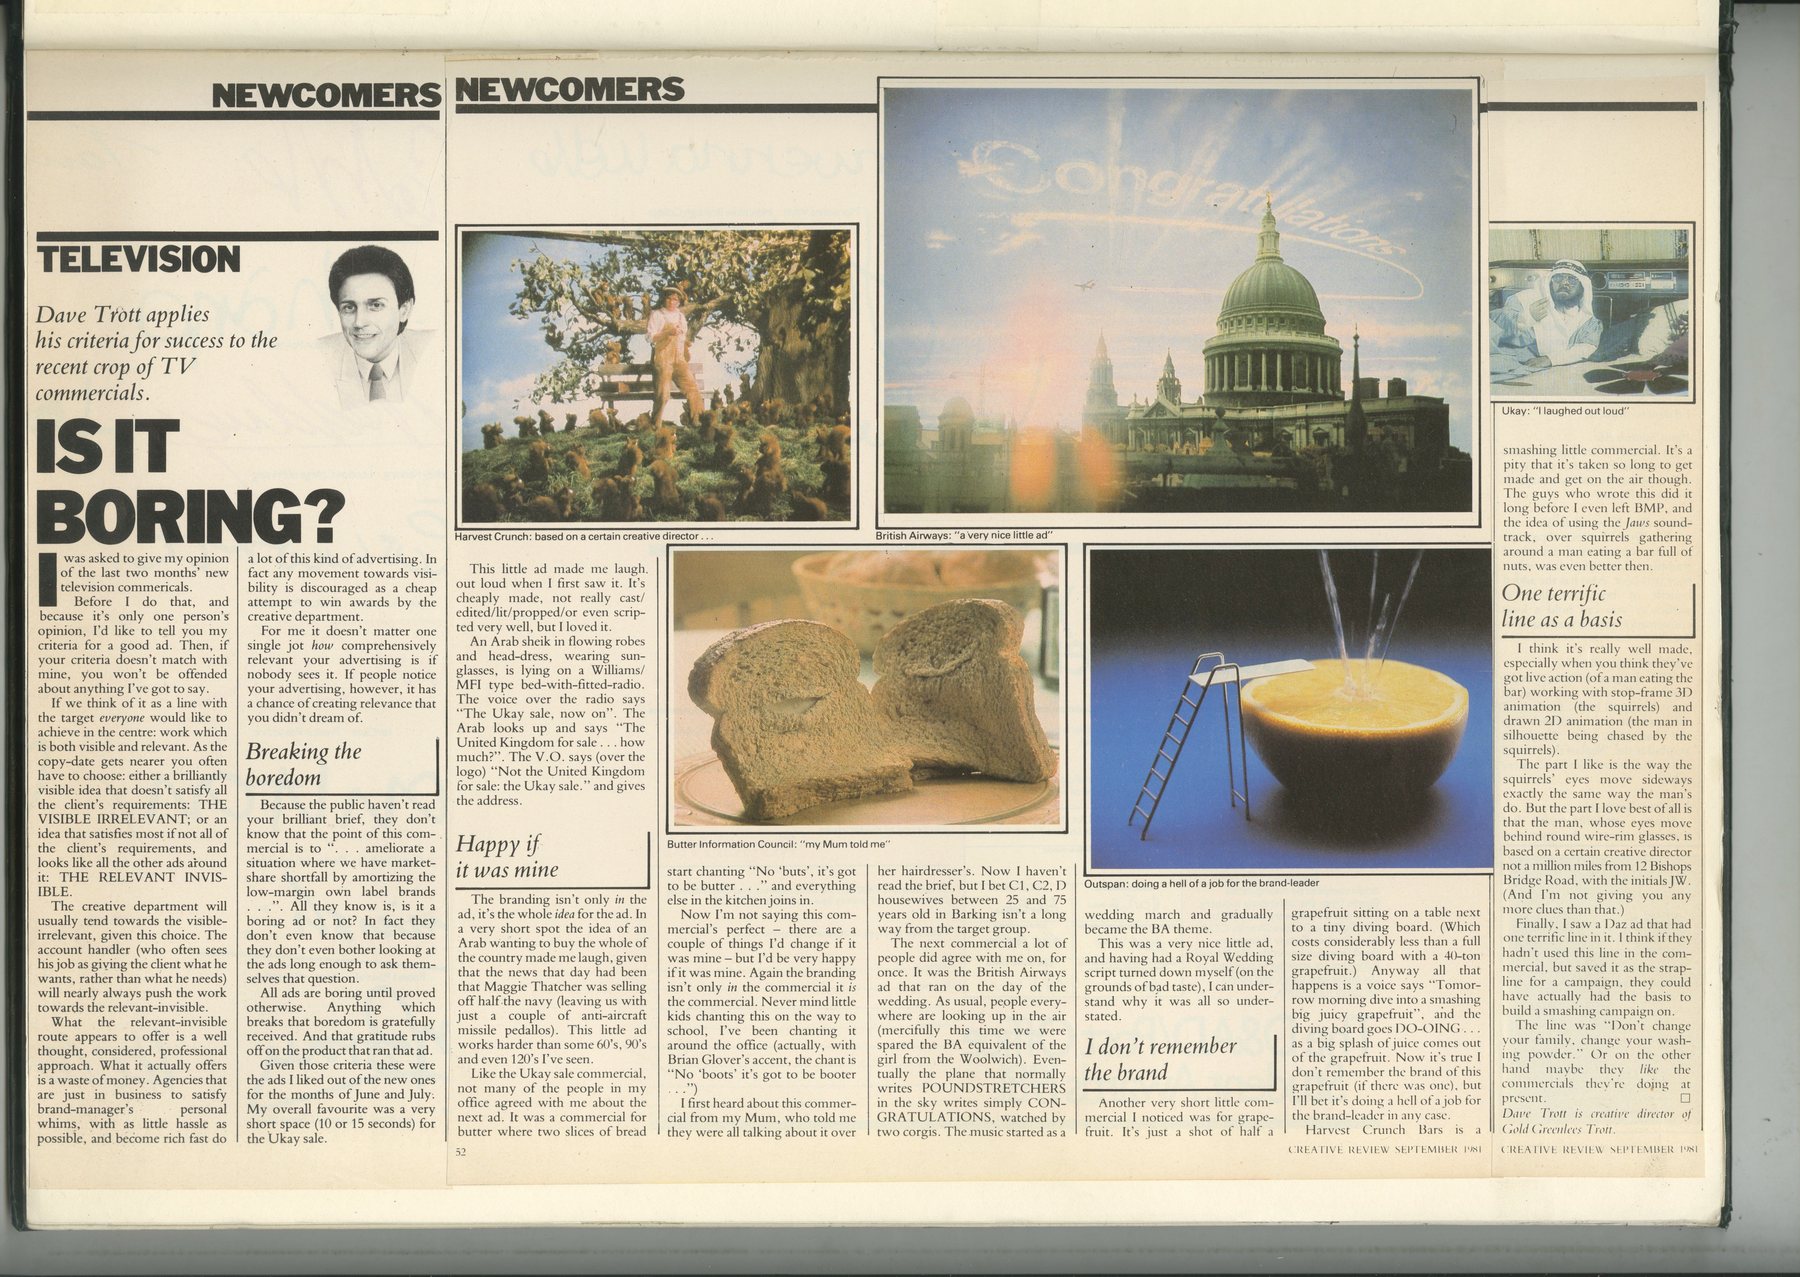 NEWCOMERS
TELEVISION
Dave Trott applies
his criteria for success to the
recent crop of TV
commercials.
IS IT
BORING?
I was asked to give my opinion
of the last two months' new
television commericals.
Before I do that, and
because it's only one person's
opinion, I'd like to tell you my
criteria for a good ad. Then, if
your criteria doesn't match with
mine, you won't be offended
about anything I've got to say.
If we think of it as a line with
the target everyone would like to
achieve in the centre: work which
is both visible and relevant. As the
copy-date gets nearer you often
have to choose: either a brilliantly
visible idea that doesn't satisfy all
the client's requirements: THE
VISIBLE IRRELEVANT; or an
idea that satisfies most if not all of
the client's requirements, and
looks like all the other ads around
it: THE RELEVANT INVIS-
IBLE.
The creative department will
usually tend towards the visible-
irrelevant, given this choice. The
account handler (who often sees
his job as giving the client what he
wants, rather than what he needs)
will nearly always push the work
towards the relevant-invisible.
What the relevant-invisible
route appears to offer is a well
thought, considered, professional
approach. What it actually offers
is a waste of money. Agencies that
are just in business to satisfy
brand-manager's personal
whims, with as little hassle as
possible, and become rich fast do
a lot of this kind of advertising. In
fact any movement towards visi-
bility is discouraged as a cheap
attempt to win awards by the
creative department.
For me it doesn't matter one
single jot how comprehensively
relevant your advertising is if
nobody sees it. If people notice
your advertising, however, it has
a chance of creating relevance that
you didn't dream of.
Breaking the
boredom
Because the public haven't read
your brilliant brief, they don't
know that the point of this com-
mercial is to ". . . ameliorate a
situation where we have market-
share shortfall by amortizing the
low-margin own label brands
. . .". All they know is, is it a
boring ad or not? In fact they
don't even know that because
they don't even bother looking at
the ads long enough to ask them-
selves that question.
All ads are boring until proved
otherwise. Anything which
breaks that boredom is gratefully
received. And that gratitude rubs
off on the product that ran that ad.
Given those criteria these were
the ads I liked out of the new ones
for the months of June and July.
My overall favourite was a very
short space (10 or 15 seconds) for
the Ukay sale.
NEWCOMERS
Congratulations
Harvest Crunch: based on a certain creative director . . .
British Airways: "a very nice little ad"
This little ad made me laugh
out loud when I first saw it. It's
cheaply made, not really cast/
edited/lit/propped/or even scrip-
ted very well, but I loved it.
An Arab sheik in flowing robes
and head-dress, wearing sun-
glasses, is lying on a Williams/
MFI type bed-with-fitted-radio.
The voice over the radio says
"The Ukay sale, now on". The
Arab looks up and says "The
United Kingdom for sale . . . how
much?". The V.O. says (over the
logo) "Not the United Kingdom
for sale: the Ukay sale." and gives
the address.
Happy if
it was mine
The branding isn't only in the
ad, it's the whole idea for the ad. In
a very short spot the idea of an
Arab wanting to buy the whole of
the country made me laugh, given
that the news that day had been
that Maggie Thatcher was selling
off half the navy (leaving us with
just a couple of anti-aircraft
missile pedallos). This little ad
works harder than some 60's, 90's
and even 120's I've seen.
Like the Ukay sale commercial,
not many of the people in my
office agreed with me about the
next ad. It was a commercial for
butter where two slices of bread
52
Butter Information Council: "my Mum told me"
start chanting "No 'buts', it's got
to be butter . . ." and everything
else in the kitchen joins in.
Now I'm not saying this com-
mercial's perfect – there are a
couple of things I'd change if it
was mine – but I'd be very happy
if it was mine. Again the branding
isn't only in the commercial it is
the commercial. Never mind little
kids chanting this on the way to
school, I've been chanting it
around the office (actually, with
Brian Glover's accent, the chant is
"No 'boots' it's got to be booter
. . .")
I first heard about this commer-
cial from my Mum, who told me
they were all talking about it over
her hairdresser's. Now I haven't
read the brief, but I bet C1, C2, D
housewives between 25 and 75
years old in Barking isn't a long
way from the target group.
The next commercial a lot of
people did agree with me on, for
once. It was the British Airways
ad that ran on the day of the
wedding. As usual, people every-
where are looking up in the air
(mercifully this time we were
spared the BA equivalent of the
girl from the Woolwich). Even-
tually the plane that normally
writes POUNDSTRETCHERS
in the sky writes simply CON-
GRATULATIONS, watched by
two corgis. The music started as a
Outspan: doing a hell of a job for the brand-leader
wedding march and gradually
became the BA theme.
This was a very nice little ad,
and having had a Royal Wedding
script turned down myself (on the
grounds of bad taste), I can under-
stand why it was all so under-
stated.
I don't remember
the brand
Another very short little com-
mercial I noticed was for grape-
fruit. It's just a shot of half a
grapefruit sitting on a table next
to a tiny diving board. (Which
costs considerably less than a full
size diving board with a 40-ton
grapefruit.) Anyway all that
happens is a voice says "Tomor-
row morning dive into a smashing
big juicy grapefruit", and the
diving board goes DO-OING . . .
as a big splash of juice comes out
of the grapefruit. Now it's true I
don't remember the brand of this
grapefruit (if there was one), but
I'll bet it's doing a hell of a job for
the brand-leader in any case.
Harvest Crunch Bars is a
CREATIVE REVIEW SEPTEMBER 1981
Ukay: "I laughed out loud"
smashing little commercial. It's a
pity that it's taken so long to get
made and get on the air though.
The guys who wrote this did it
long before I even left BMP, and
the idea of using the Jaws sound-
track, over squirrels gathering
around a man eating a bar full of
nuts, was even better then.
One terrific
line as a basis
I think it's really well made,
especially when you think they've
got live action (of a man eating the
bar) working with stop-frame 3D
animation (the squirrels) and
drawn 2D animation (the man in
silhouette being chased by the
squirrels).
The part I like is the way the
squirrels' eyes move sideways
exactly the same way the man's
do. But the part I love best of all is
that the man, whose eyes move
behind round wire-rim glasses, is
based on a certain creative director
not a million miles from 12 Bishops
Bridge Road, with the initials JW.
(And I'm not giving you any
more clues than that.)
Finally, I saw a Daz ad that had
one terrific line in it. I think if they
hadn't used this line in the com-
mercial, but saved it as the strap-
line for a campaign, they could
have actually had the basis to
build a smashing campaign on.
The line was "Don't change
your family, change your wash-
ing powder." Or on the other
hand maybe they like the
commercials they're doing at
present.
Dave Trott is creative director of
Gold Greenlees Trott.
CREATIVE REVIEW SEPTEMBER 1981